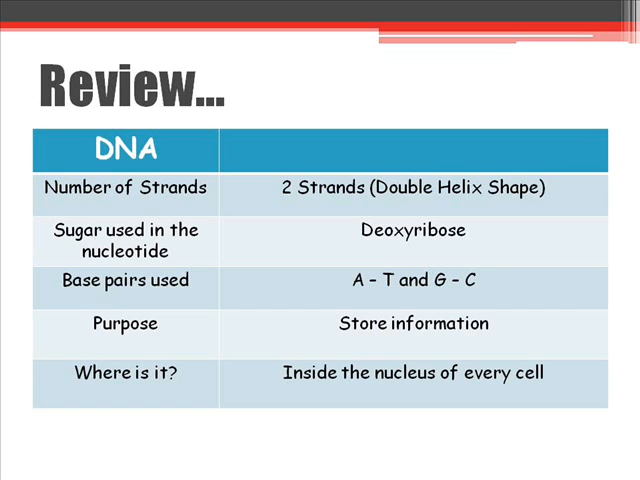 Review...
DNA
Number of Strands
2 Strands (Double Helix Shape)
Sugar used in the
nucleotide
Deoxyribose
Base pairs used
A – T and G – C
Purpose
Store information
Where is it?
Inside the nucleus of every cell